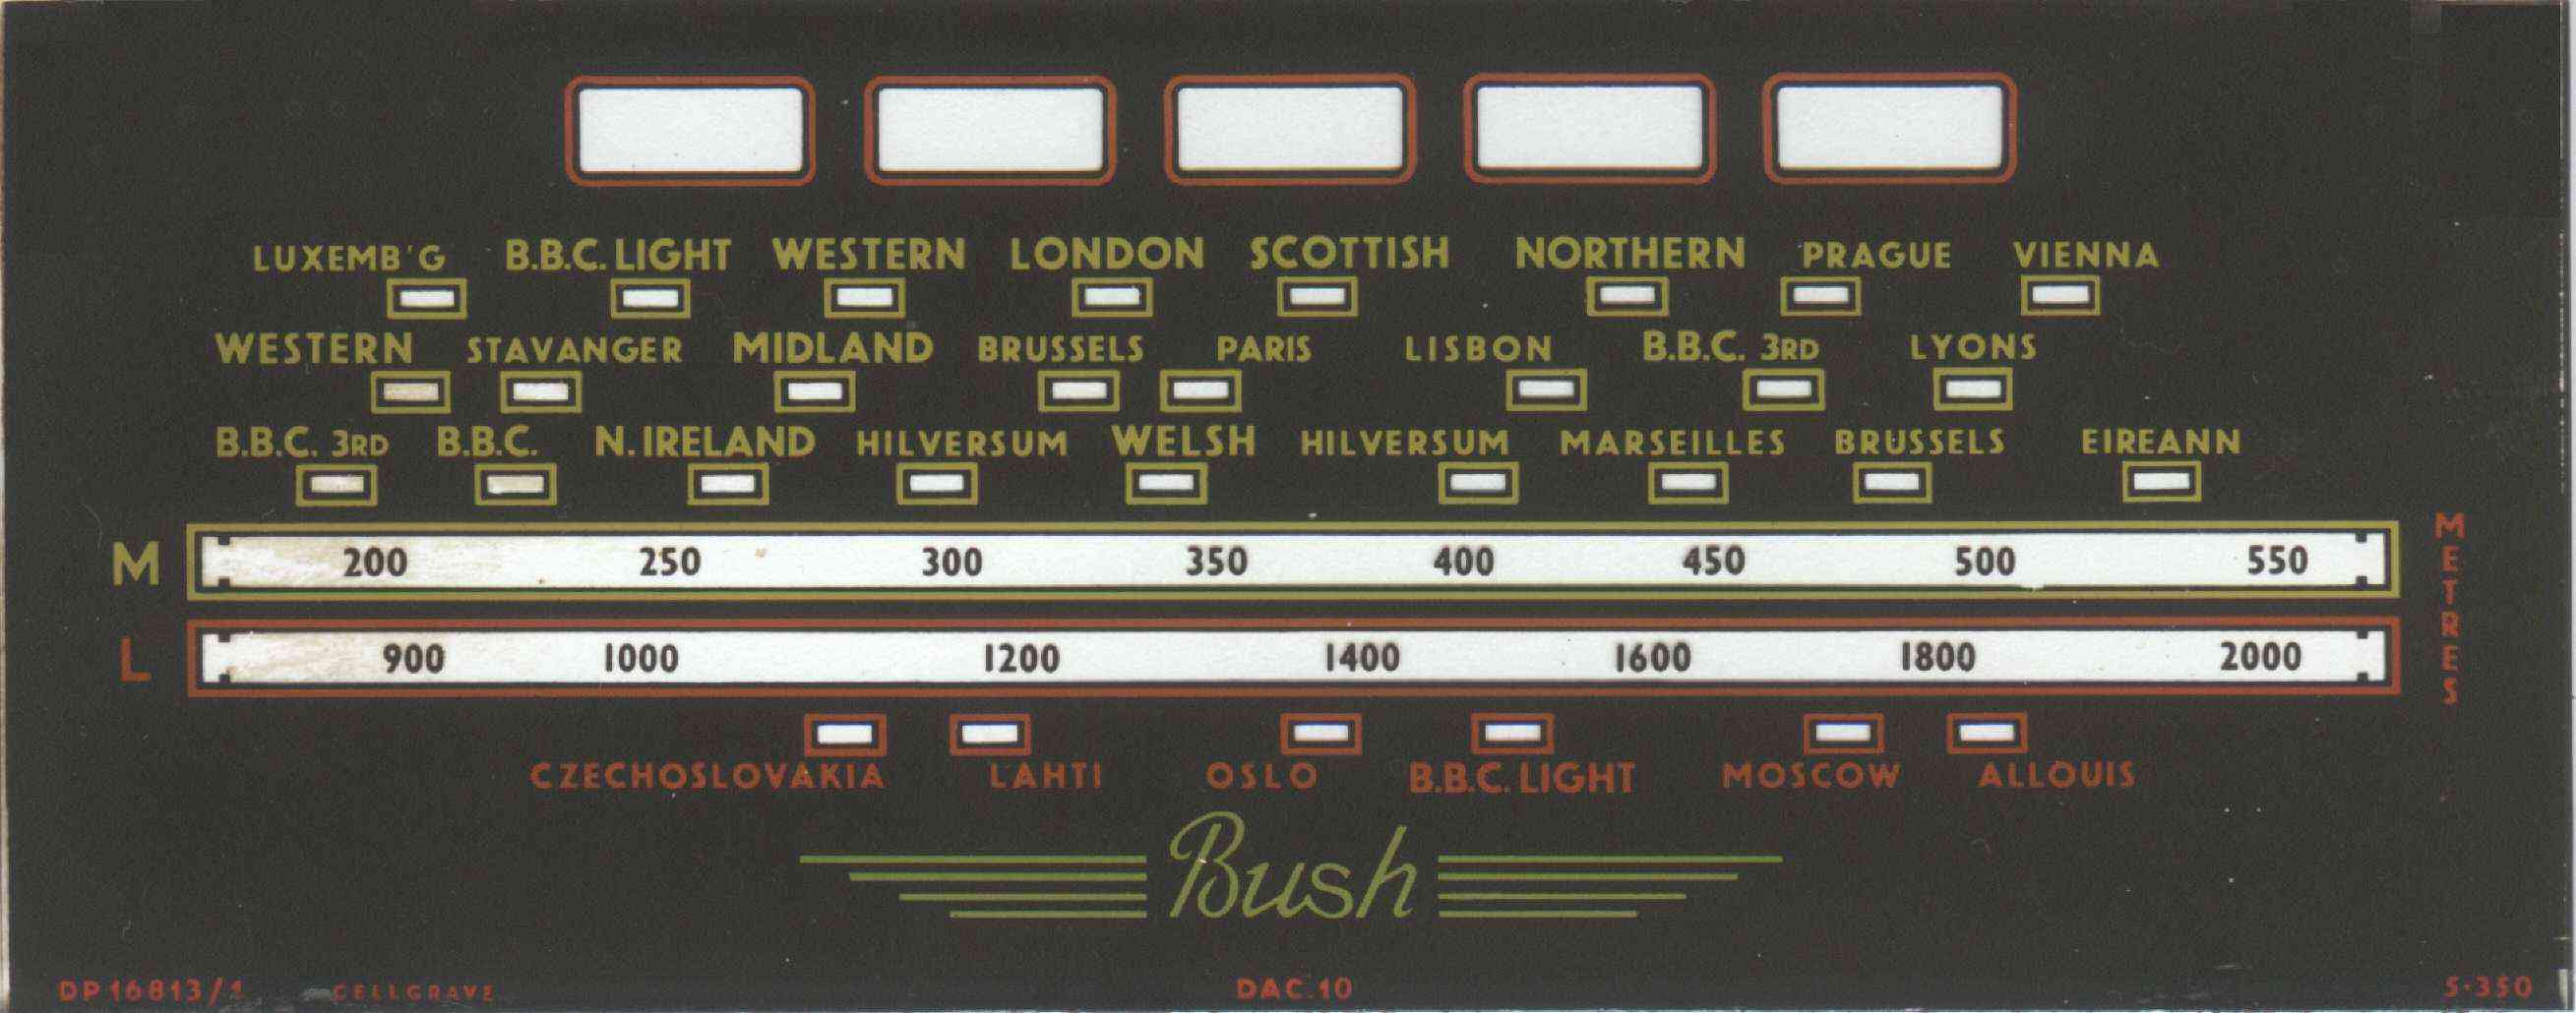 LUXEMB'G B.B.C. LIGHT WESTERN LONDON SCOTTISH NORTHERN PRAGUE VIENNA
WESTERN STAVANGER MIDLAND BRUSSELS PARIS LISBON B.B.C. 3RD LYONS
B.B.C. 3RD B.B.C. N. IRELAND HILVERSUM WELSH HILVERSUM MARSEILLES BRUSSELS EIREANN
M 200 250 300 350 400 450 500 550
L 900 1000 1200 1400 1600 1800 2000
METRES
CZECHOSLOVAKIA LAHTI OSLO B.B.C. LIGHT MOSCOW ALLOUIS
Bush
DP16813/1 CELLGRAVE DAC.10 S·350